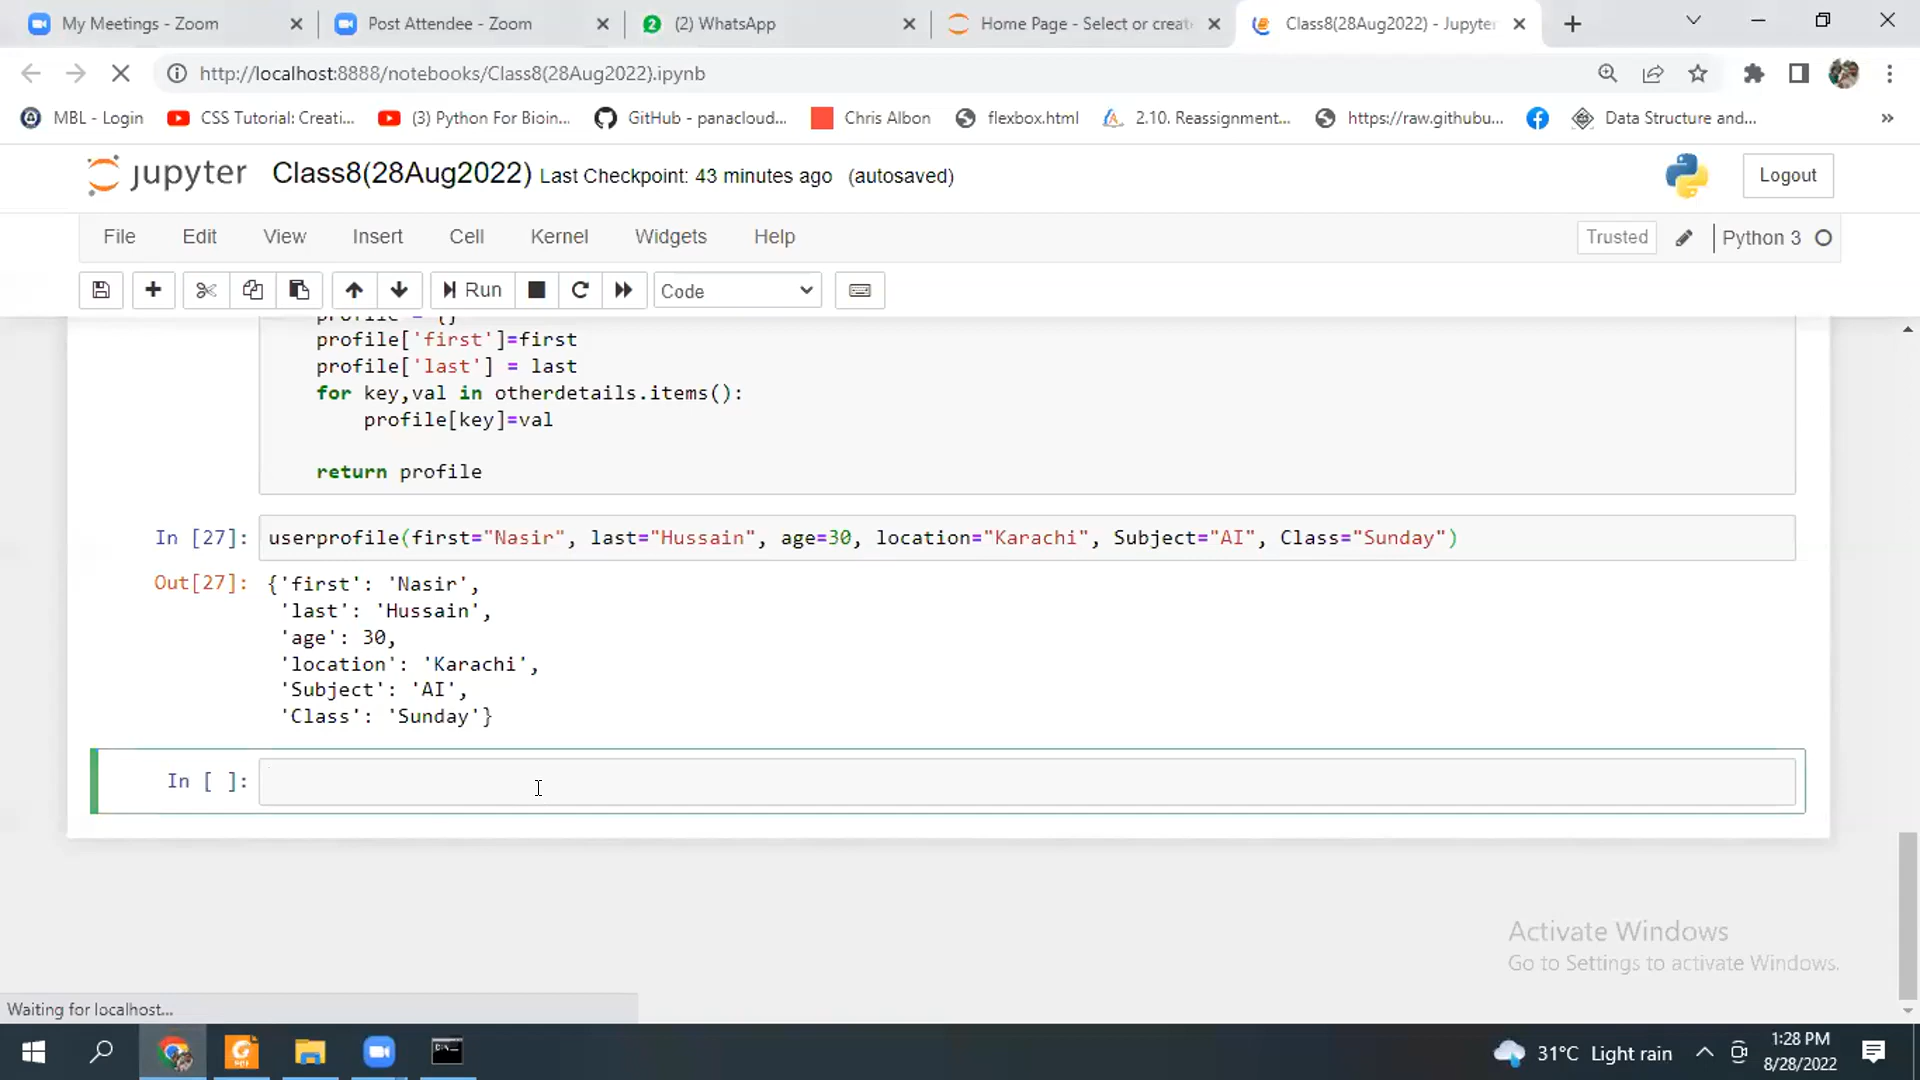 My Meetings - Zoom
Post Attendee - Zoom
(2) WhatsApp
Home Page - Select or create
Class8(28Aug2022) - Jupyter
http://localhost:8888/notebooks/Class8(28Aug2022).ipynb
MBL - Login
CSS Tutorial: Creati...
(3) Python For Bioin...
GitHub - panacloud...
Chris Albon
flexbox.html
2.10. Reassignment...
https://raw.githubu...
Data Structure and...
»
jupyter
Class8(28Aug2022) Last Checkpoint: 43 minutes ago (autosaved)
Logout
File Edit View Insert Cell Kernel Widgets Help
Trusted
Python 3
Run
Code
profile = {}
profile['first']=first
profile['last'] = last
for key,val in otherdetails.items():
profile[key]=val
return profile
In [27]:
userprofile(first="Nasir", last="Hussain", age=30, location="Karachi", Subject="AI", Class="Sunday")
Out[27]:
{'first': 'Nasir',
'last': 'Hussain',
'age': 30,
'location': 'Karachi',
'Subject': 'AI',
'Class': 'Sunday'}
In [ ]:
Activate Windows
Go to Settings to activate Windows.
Waiting for localhost...
31°C Light rain
1:28 PM
8/28/2022